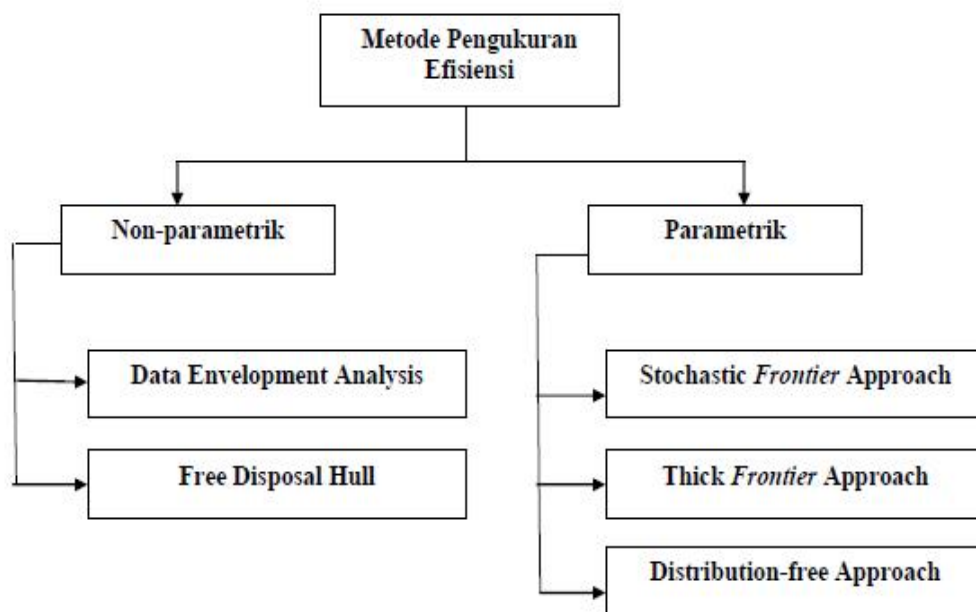 Metode Pengukuran
Efisiensi
Non-parametrik
Parametrik
Data Envelopment Analysis
Free Disposal Hull
Stochastic Frontier Approach
Thick Frontier Approach
Distribution-free Approach